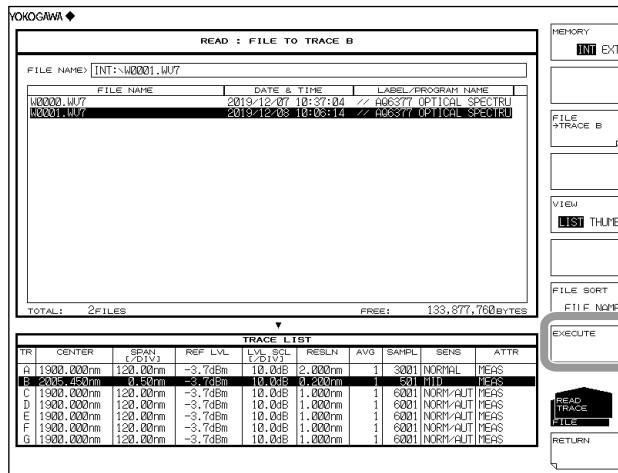 YOKOGAWA
READ : FILE TO TRACE B
FILE NAME> INT:\W0001.WV7
FILE NAME DATE & TIME LABEL/PROGRAM NAME
W0000.WV7 2019/12/07 10:37:04 // AQ6377 OPTICAL SPECTRU
W0001.WV7 2019/12/08 10:06:14 // AQ6377 OPTICAL SPECTRU
TOTAL: 2FILES FREE: 133,877,760BYTES
TRACE LIST
TR CENTER SPAN [/DIV] REF LVL LVL SCL [/DIV] RESLN AVG SAMPL SENS ATTR
A 1900.000nm 120.00nm -3.7dBm 10.0dB 2.000nm 1 3001 NORMAL MEAS
B 2005.450nm 0.50nm -3.7dBm 10.0dB 0.200nm 1 501 MID MEAS
C 1900.000nm 120.00nm -3.7dBm 10.0dB 1.000nm 1 6001 NORM/AUT MEAS
D 1900.000nm 120.00nm -3.7dBm 10.0dB 1.000nm 1 6001 NORM/AUT MEAS
E 1900.000nm 120.00nm -3.7dBm 10.0dB 1.000nm 1 6001 NORM/AUT MEAS
F 1900.000nm 120.00nm -3.7dBm 10.0dB 1.000nm 1 6001 NORM/AUT MEAS
G 1900.000nm 120.00nm -3.7dBm 10.0dB 1.000nm 1 6001 NORM/AUT MEAS
MEMORY
INT EXT
FILE
→TRACE B
VIEW
LIST THUMB
FILE SORT
FILE NAME
EXECUTE
READ
TRACE
FILE
RETURN